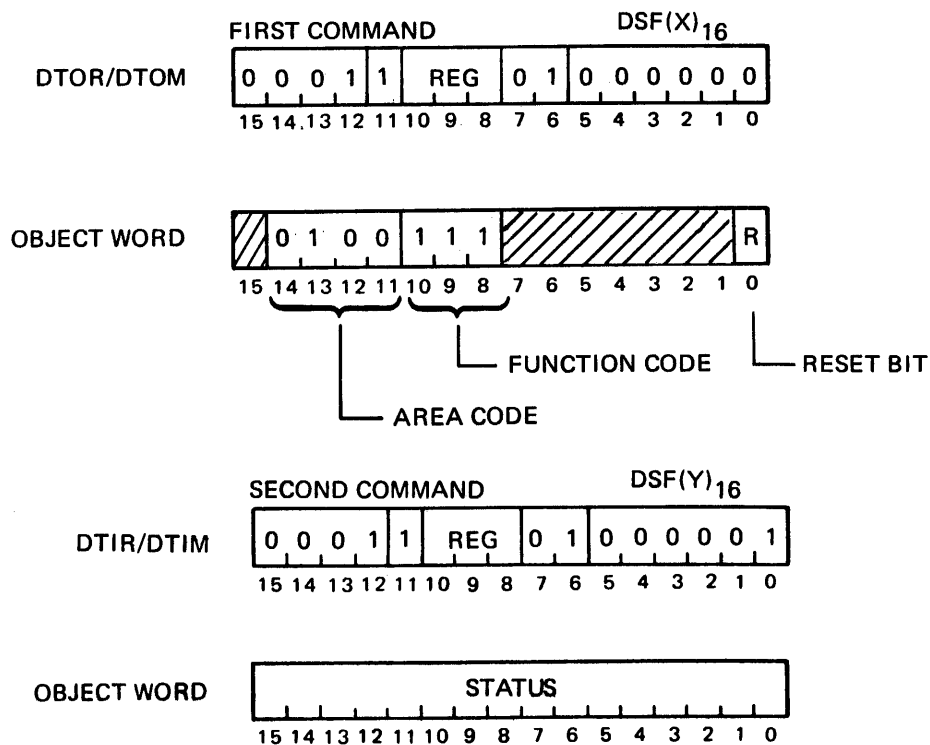 FIRST COMMAND DSF(X)16
DTOR/DTOM 0 0 0 1 1 REG 0 1 0 0 0 0 0 0
15 14 13 12 11 10 9 8 7 6 5 4 3 2 1 0
OBJECT WORD 0 1 0 0 1 1 1 R
15 14 13 12 11 10 9 8 7 6 5 4 3 2 1 0
FUNCTION CODE RESET BIT
AREA CODE
SECOND COMMAND DSF(Y)16
DTIR/DTIM 0 0 0 1 1 REG 0 1 0 0 0 0 0 1
15 14 13 12 11 10 9 8 7 6 5 4 3 2 1 0
OBJECT WORD STATUS
15 14 13 12 11 10 9 8 7 6 5 4 3 2 1 0